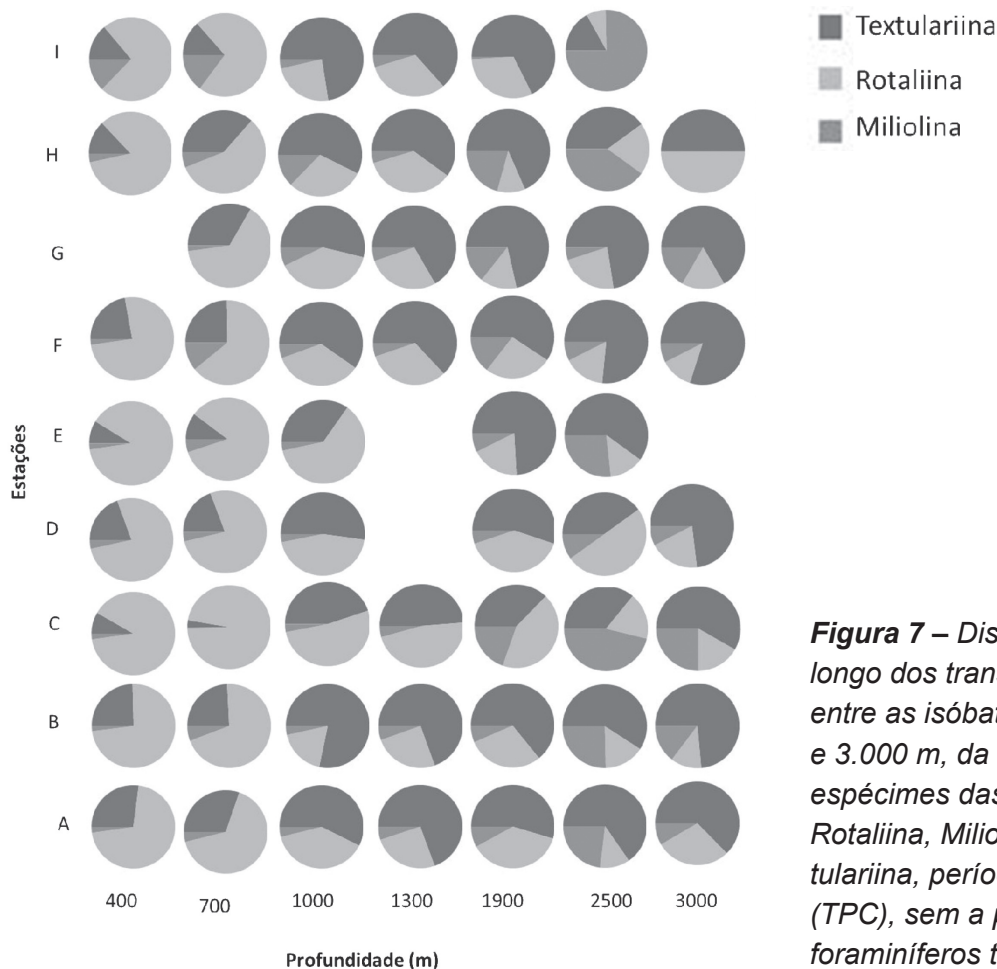 Textulariina
Rotaliina
Miliolina
I
H
G
F
E
D
C
B
A
Estações
400
700
1000
1300
1900
2500
3000
Profundidade (m)
Figura 7 – Dis
longo dos tran
entre as isóba
e 3.000 m, da
espécimes das
Rotaliina, Milio
tulariina, perío
(TPC), sem a p
foraminíferos t